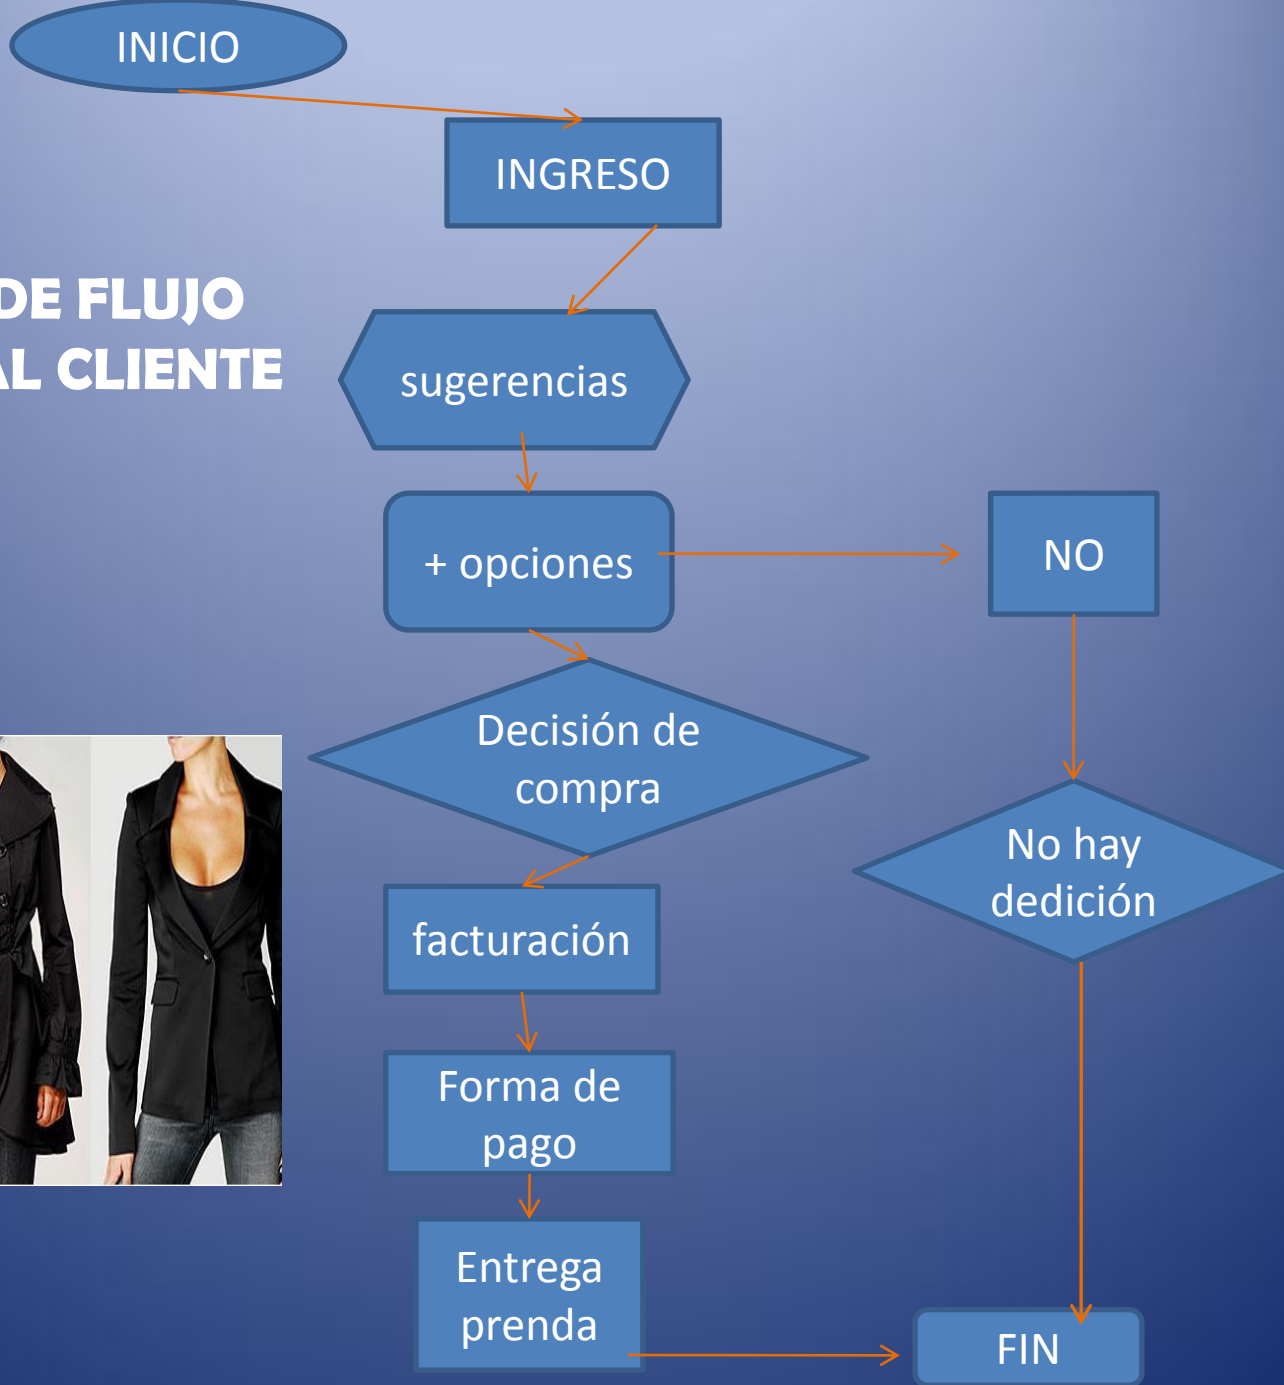 INICIO
INGRESO
DE FLUJO
AL CLIENTE
sugerencias
+ opciones
NO
Decisión de
compra
No hay
dedición
facturación
Forma de
pago
Entrega
prenda
FIN